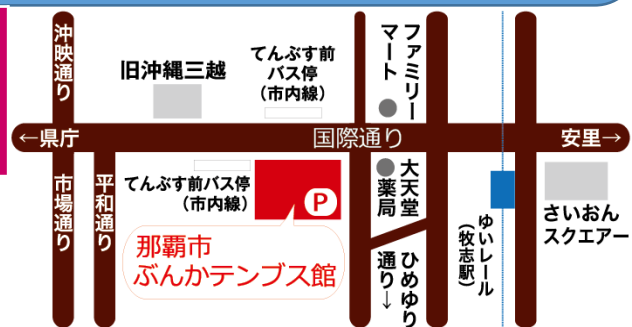 沖映通り
旧沖縄三越
てんぶす前
バス停
(市内線)
ファミリー
マート
←県庁
国際通り
安里→
市場通り
平和通り
てんぶす前バス停
(市内線)
P
大天堂
薬局
那覇市
ぶんかテンブス館
ひめゆり
通り→
ゆいレール
(牧志駅)
さいおん
スクエアー